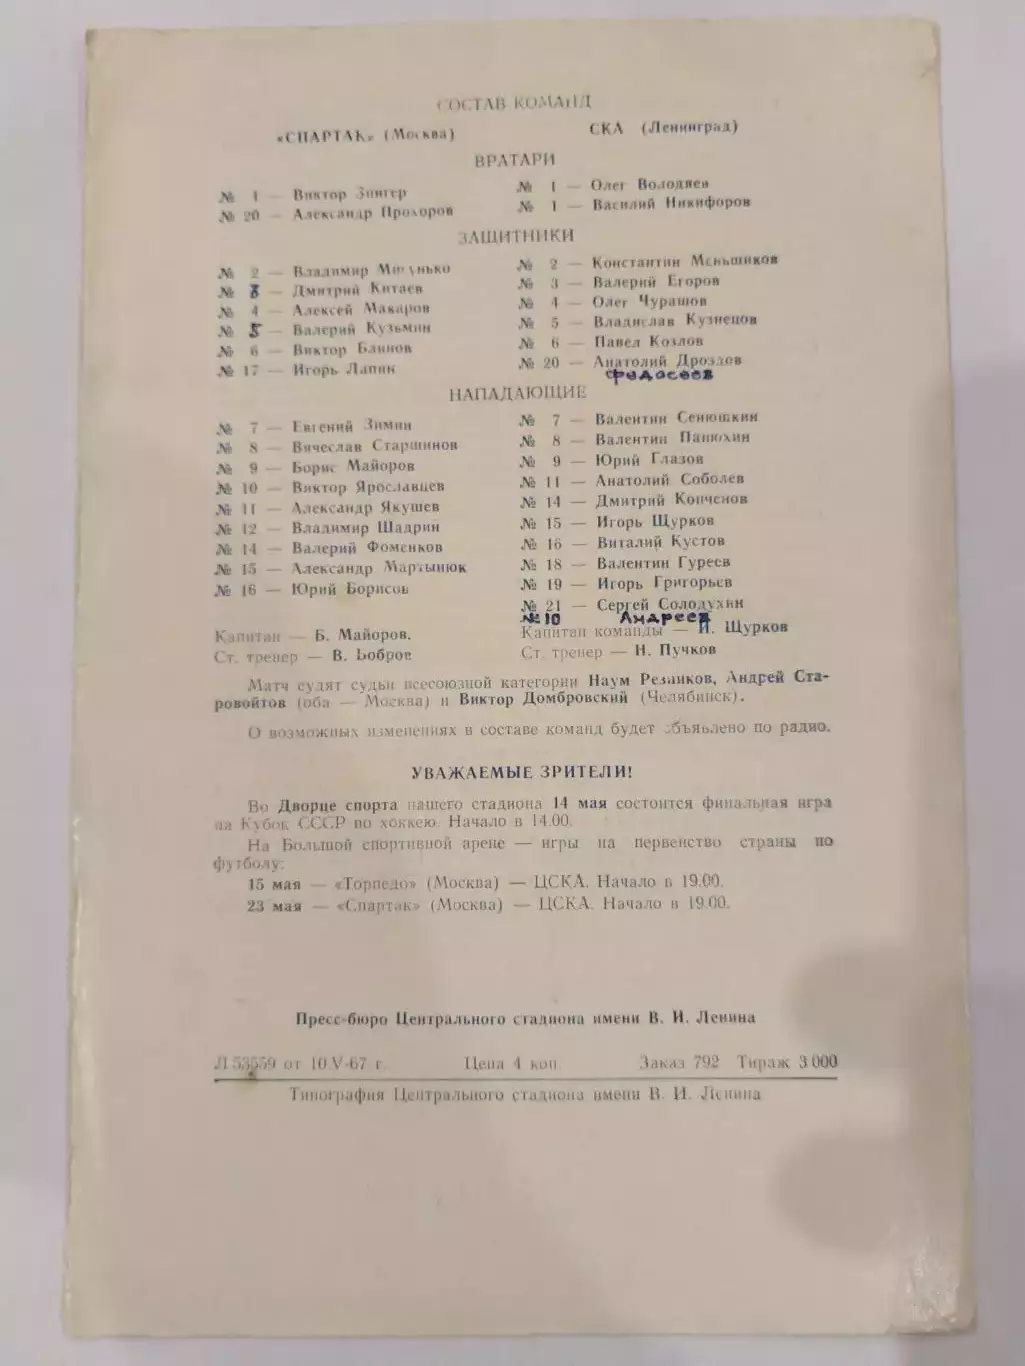 СОСТАВ КОМАНД
«СПАРТАК» (Москва)
СКА (Ленинград)
ВРАТАРИ
№ 1 — Виктор Зингер
№ 20 — Александр Прохоров
№ 1 — Олег Володяев
№ 1 — Василий Никифоров
ЗАЩИТНИКИ
№ 2 — Владимир Мигунько
№ 3 — Дмитрий Китаев
№ 4 — Алексей Макаров
№ 5 — Валерий Кузьмин
№ 6 — Виктор Блинов
№ 17 — Игорь Лапин
№ 2 — Константин Меньшиков
№ 3 — Валерий Егоров
№ 4 — Олег Чурашов
№ 5 — Владислав Кузнецов
№ 6 — Павел Козлов
№ 20 — Анатолий Дроздов
Федосеев
НАПАДАЮЩИЕ
№ 7 — Евгений Зимин
№ 8 — Вячеслав Старшинов
№ 9 — Борис Майоров
№ 10 — Виктор Ярославцев
№ 11 — Александр Якушев
№ 12 — Владимир Шадрин
№ 14 — Валерий Фоменков
№ 15 — Александр Мартынюк
№ 16 — Юрий Борисов
№ 7 — Валентин Сенюшкин
№ 8 — Валентин Панюхин
№ 9 — Юрий Глазов
№ 11 — Анатолий Соболев
№ 14 — Дмитрий Копченов
№ 15 — Игорь Щурков
№ 16 — Виталий Кустов
№ 18 — Валентин Гуреев
№ 19 — Игорь Григорьев
№ 21 — Сергей Солодухин
№ 10 Андреев
Капитан — Б. Майоров.
Ст. тренер — В. Бобров
Капитан команды — И. Щурков
Ст. тренер — Н. Пучков
Матч судят судьи всесоюзной категории Наум Резников, Андрей Ста-
ровойтов (оба — Москва) и Виктор Домбровский (Челябинск).
О возможных изменениях в составе команд будет объявлено по радио.
УВАЖАЕМЫЕ ЗРИТЕЛИ!
Во Дворце спорта нашего стадиона 14 мая состоится финальная игра
на Кубок СССР по хоккею. Начало в 14.00.
На Большой спортивной арене — игры на первенство страны по
футболу:
15 мая — «Торпедо» (Москва) — ЦСКА. Начало в 19.00.
23 мая — «Спартак» (Москва) — ЦСКА. Начало в 19.00.
Пресс-бюро Центрального стадиона имени В. И. Ленина
Л 53559 от 10 V-67 г. Цена 4 коп. Заказ 792 Тираж 3 000
Типография Центрального стадиона имени В. И. Ленина